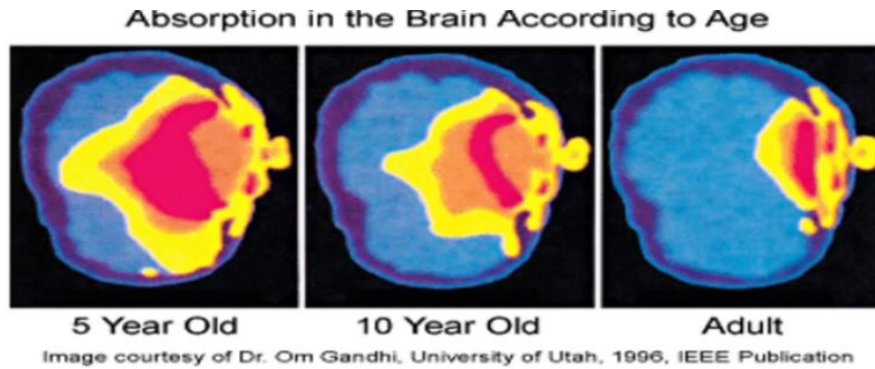 Absorption in the Brain According to Age
5 Year Old 10 Year Old Adult
Image courtesy of Dr. Om Gandhi, University of Utah, 1996, IEEE Publication